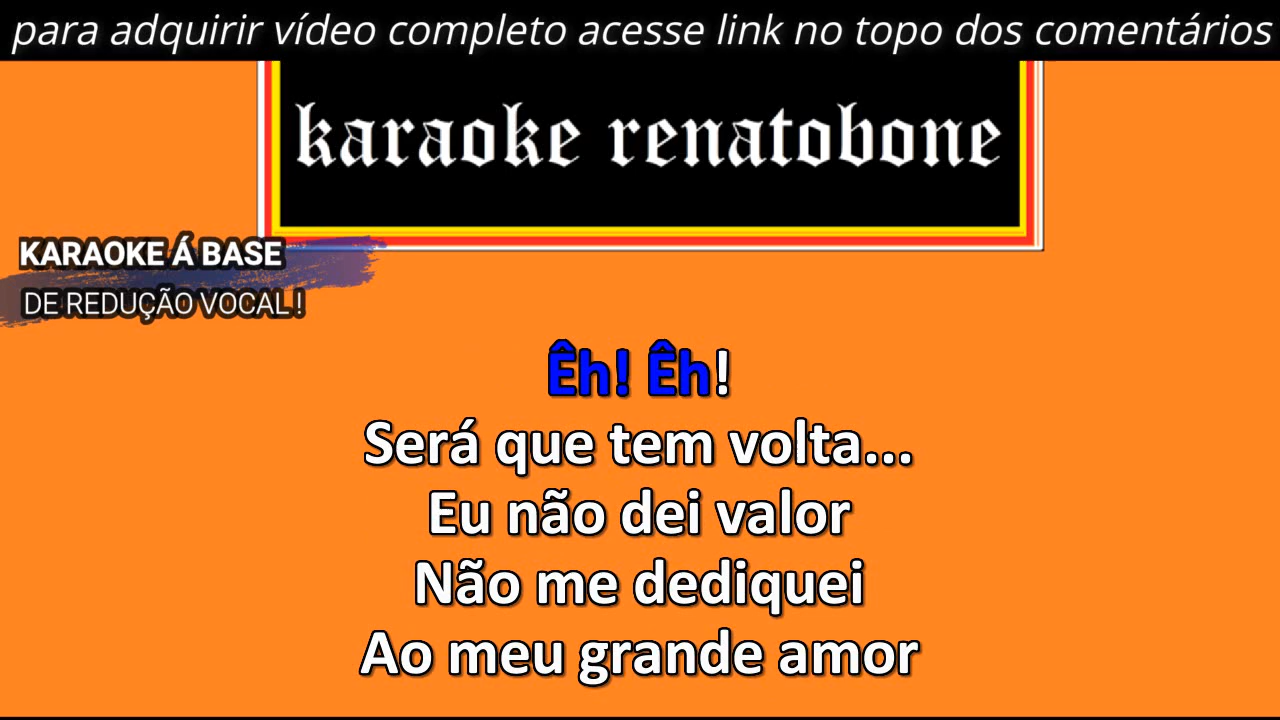 para adquirir vídeo completo acesse link no topo dos comentários
karaoke renatobone
KARAOKE Á BASE
DE REDUÇÃO VOCAL !
Êh! Êh!
Será que tem volta...
Eu não dei valor
Não me dediquei
Ao meu grande amor